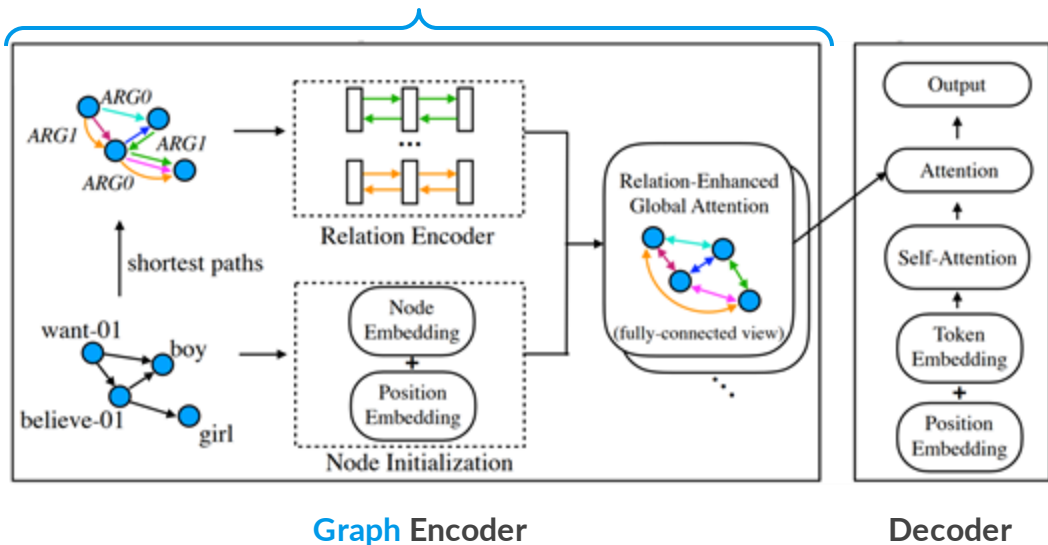 ARG0
ARG1
ARG1
ARG0
...
Relation Encoder
shortest paths
want-01
boy
believe-01
girl
Node
Embedding
+
Position
Embedding
Node Initialization
Relation-Enhanced
Global Attention
(fully-connected view)
Output
Attention
Self-Attention
Token
Embedding
+
Position
Embedding
Graph Encoder
Decoder